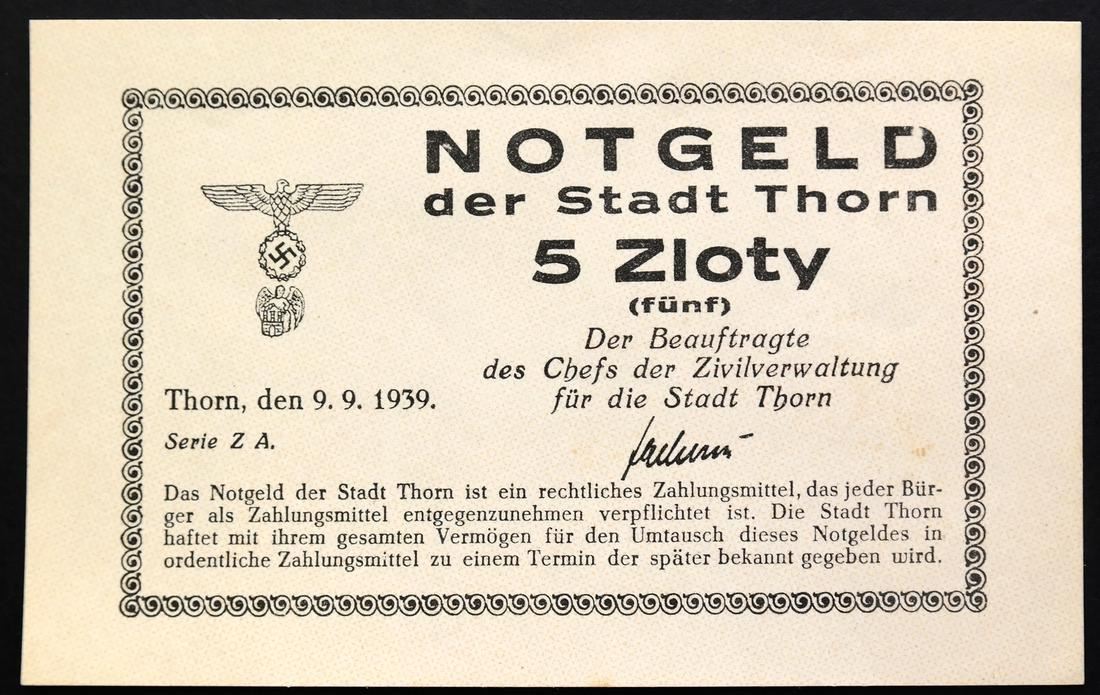 NOTGELD
der Stadt Thorn
5 Zloty
(fünf)
Der Beauftragte
des Chefs der Zivilverwaltung
für die Stadt Thorn
Thorn, den 9. 9. 1939.
Serie Z A.
Das Notgeld der Stadt Thorn ist ein rechtliches Zahlungsmittel, das jeder Bür-
ger als Zahlungsmittel entgegenzunehmen verpflichtet ist. Die Stadt Thorn
haftet mit ihrem gesamten Vermögen für den Umtausch dieses Notgeldes in
ordentliche Zahlungsmittel zu einem Termin der später bekannt gegeben wird.